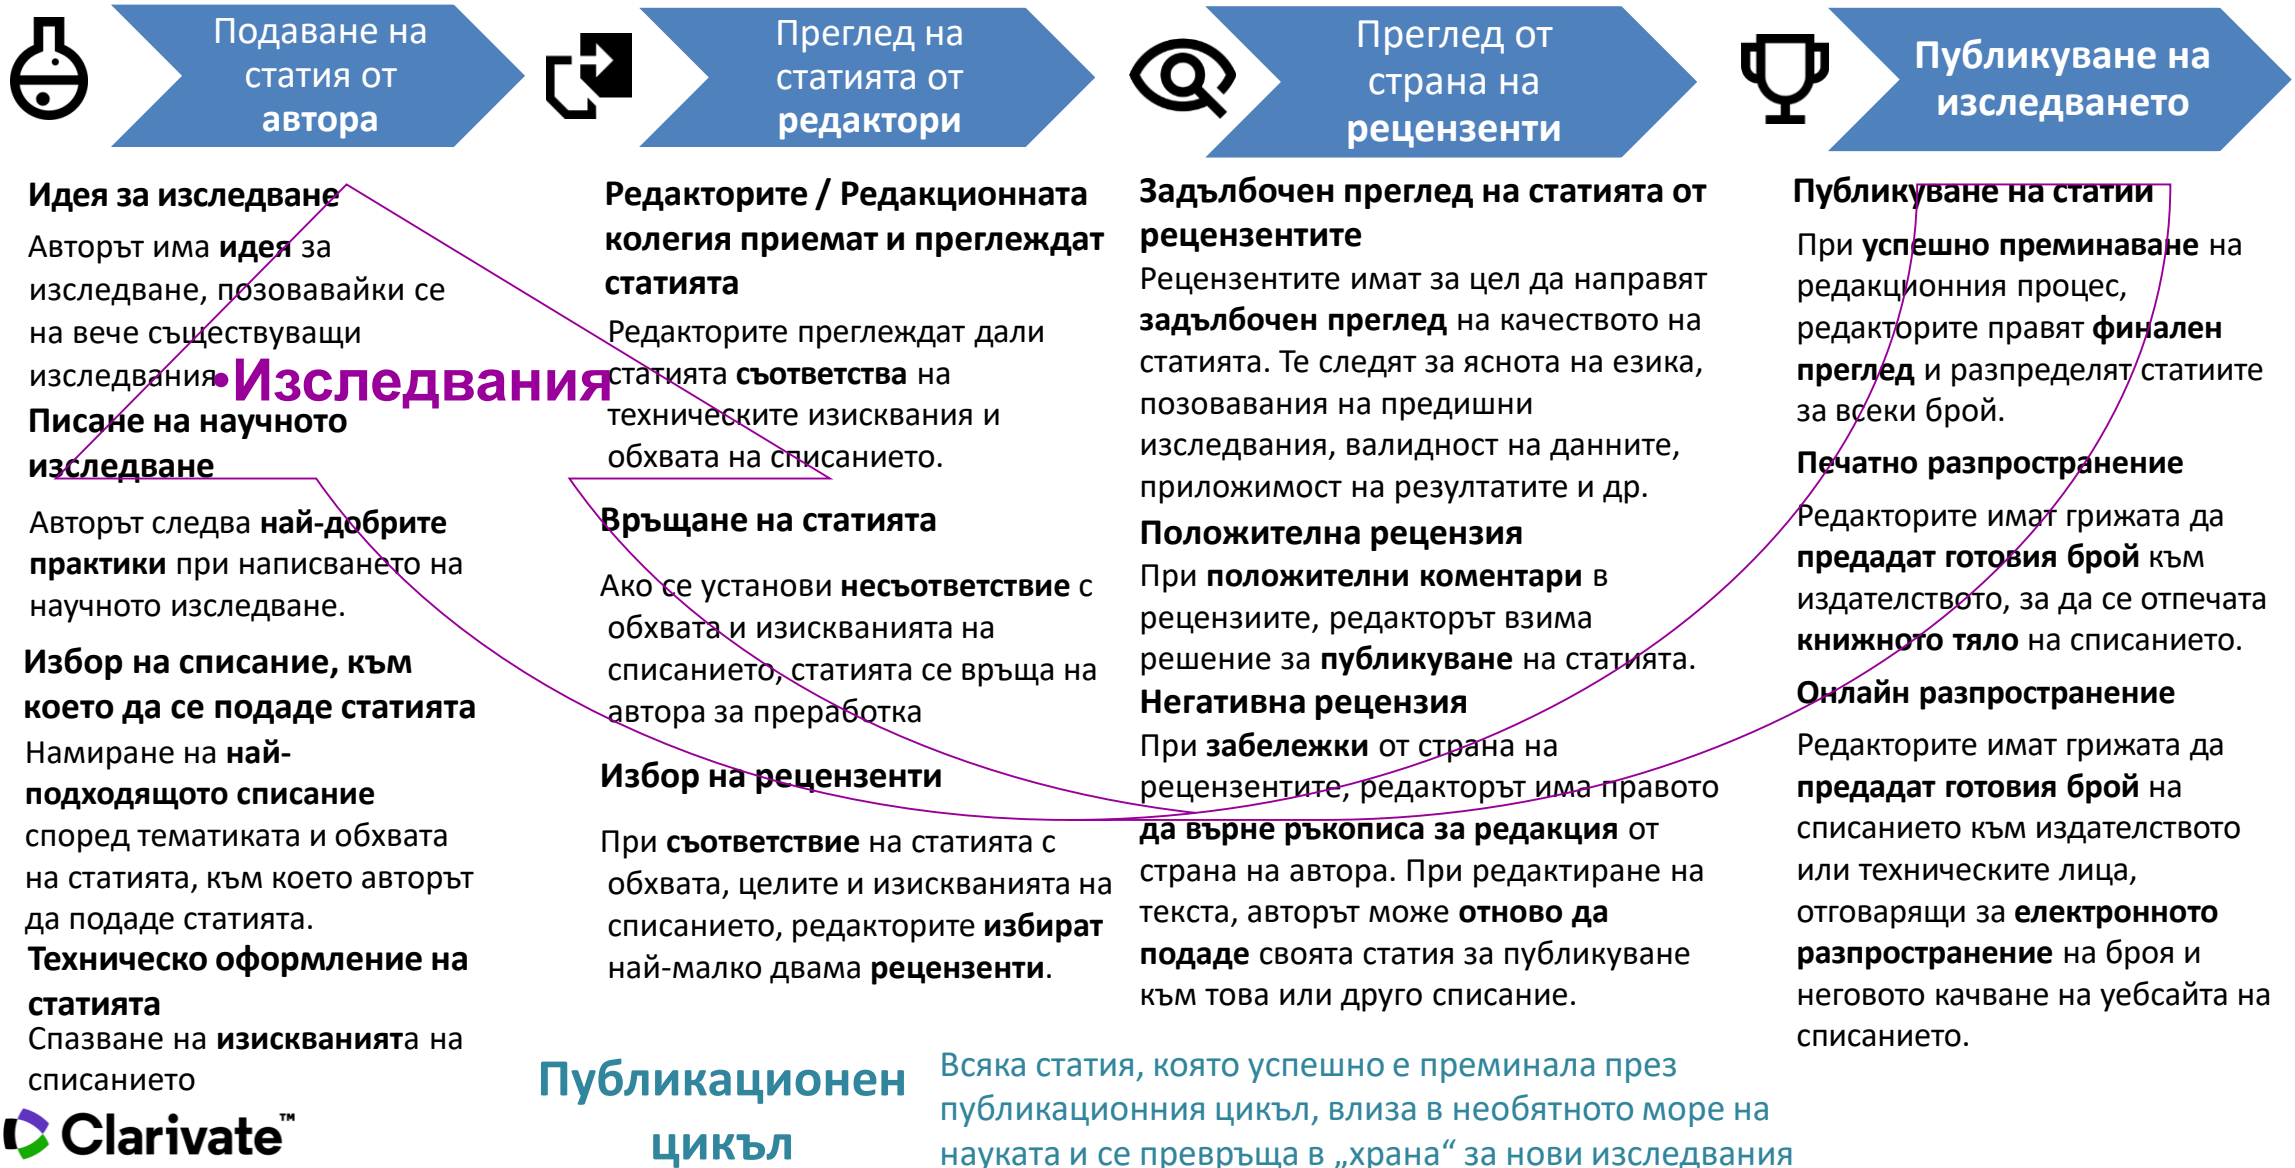 Подаване на
статия от
автора
Преглед на
статията от
редактори
Преглед от
страна на
рецензенти
Публикуване на
изследването
Идея за изследване
Авторът има идея за
изследване, позовавайки се
на вече съществуващи
изследвания
Писане на научното
изследване
Авторът следва най-добрите
практики при написването на
научното изследване.
Избор на списание, към
което да се подаде статията
Намиране на най-
подходящото списание
според тематиката и обхвата
на статията, към което авторът
да подаде статията.
Техническо оформление на
статията
Спазване на изискванията на
списанието
•Изследвания
Редакторите / Редакционната
колегия приемат и преглеждат
статията
Редакторите преглеждат дали
статията съответства на
техническите изисквания и
обхвата на списанието.
Връщане на статията
Ако се установи несъответствие с
обхвата и изискванията на
списанието, статията се връща на
автора за преработка
Избор на рецензенти
При съответствие на статията с
обхвата, целите и изискванията на
списанието, редакторите избират
най-малко двама рецензенти.
Задълбочен преглед на статията от
рецензентите
Рецензентите имат за цел да направят
задълбочен преглед на качеството на
статията. Те следят за яснота на езика,
позовавания на предишни
изследвания, валидност на данните,
приложимост на резултатите и др.
Положителна рецензия
При положителни коментари в
рецензиите, редакторът взима
решение за публикуване на статията.
Негативна рецензия
При забележки от страна на
рецензентите, редакторът има правото
да върне ръкописа за редакция от
страна на автора. При редактиране на
текста, авторът може отново да
подаде своята статия за публикуване
към това или друго списание.
Публикуване на статии
При успешно преминаване на
редакционния процес,
редакторите правят финален
преглед и разпределят статиите
за всеки брой.
Печатно разпространение
Редакторите имат грижата да
предадат готовия брой към
издателството, за да се отпечата
книжното тяло на списанието.
Онлайн разпространение
Редакторите имат грижата да
предадат готовия брой на
списанието към издателството
или техническите лица,
отговарящи за електронното
разпространение на броя и
неговото качване на уебсайта на
списанието.
Clarivate™
Публикационен
цикъл
Всяка статия, която успешно е преминала през
публикационния цикъл, влиза в необятното море на
науката и се превръща в „храна“ за нови изследвания